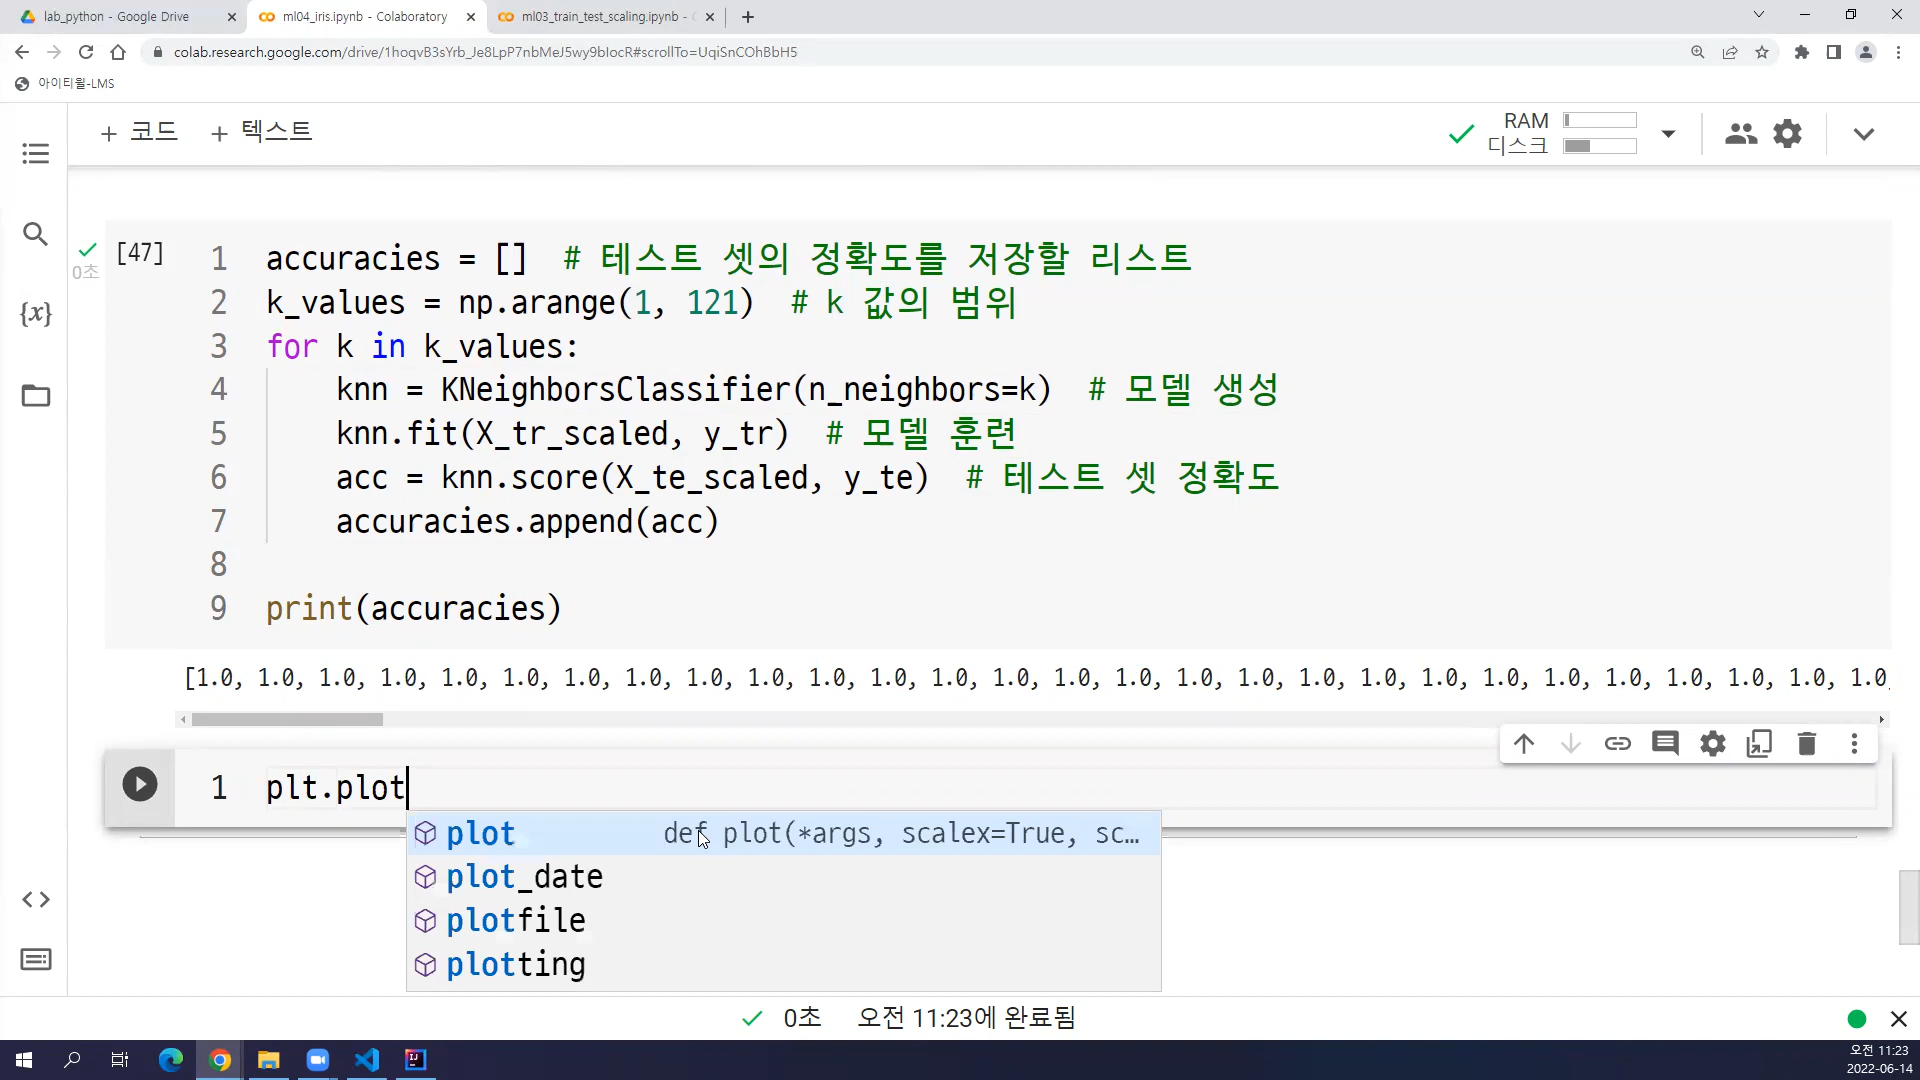 lab_python - Google Drive
ml04_iris.ipynb - Colaboratory
ml03_train_test_scaling.ipynb -
colab.research.google.com/drive/1hoqvB3sYrb_Je8LpP7nbMeJ5wy9bIocR#scrollTo=UqiSnCOhBbH5
아이티윌-LMS
+ 코드
+ 텍스트
RAM
디스크
{x}
0초
[47]
1 accuracies = [] # 테스트 셋의 정확도를 저장할 리스트
2 k_values = np.arange(1, 121) # k 값의 범위
3 for k in k_values:
4 knn = KNeighborsClassifier(n_neighbors=k) # 모델 생성
5 knn.fit(X_tr_scaled, y_tr) # 모델 훈련
6 acc = knn.score(X_te_scaled, y_te) # 테스트 셋 정확도
7 accuracies.append(acc)
8
9 print(accuracies)
[1.0, 1.0, 1.0, 1.0, 1.0, 1.0, 1.0, 1.0, 1.0, 1.0, 1.0, 1.0, 1.0, 1.0, 1.0, 1.0, 1.0, 1.0, 1.0, 1.0, 1.0, 1.0, 1.0, 1.0, 1.0, 1.0, 1.0, 1.0,
1 plt.plot
plot def plot(*args, scalex=True, sc…
plot_date
plotfile
plotting
0초 오전 11:23에 완료됨
오전 11:23
2022-06-14